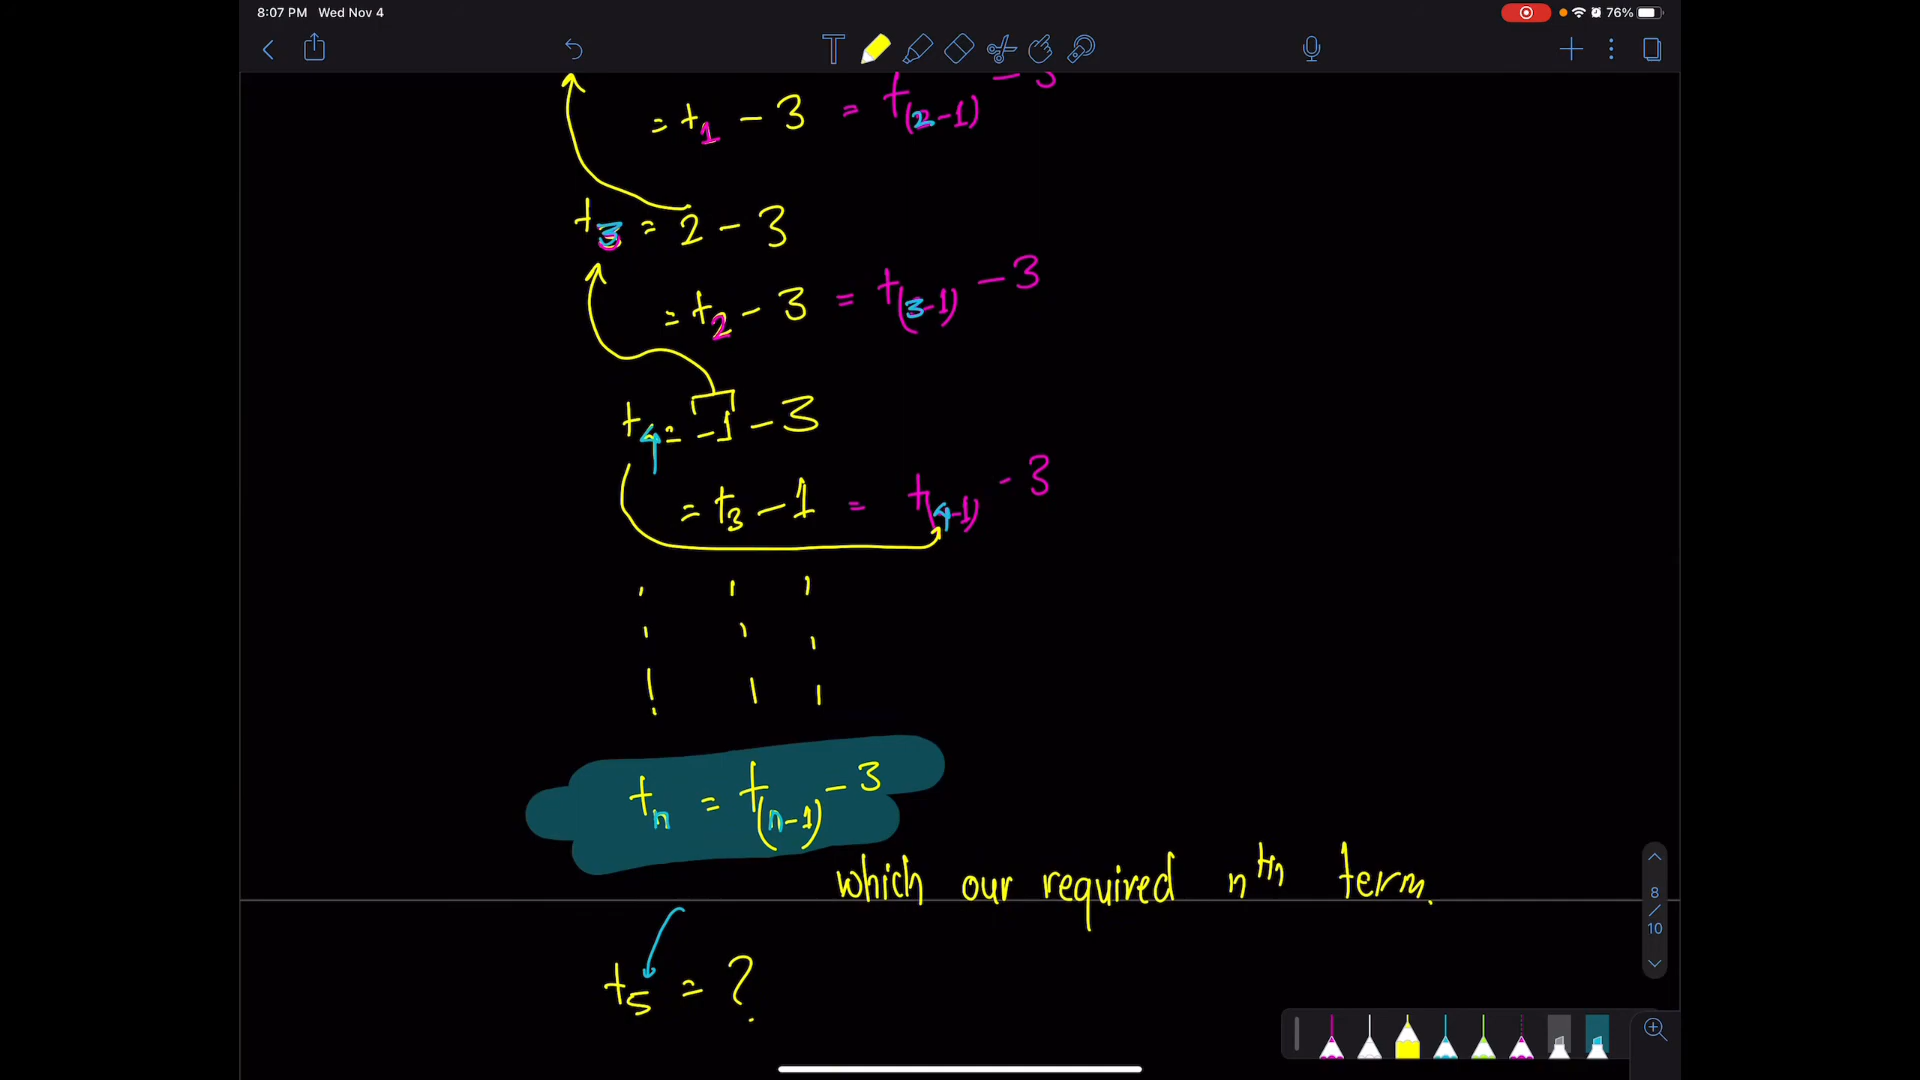 8:07 PM Wed Nov 4 76%
= t1 - 3 = t(2-1) - 3
t3 = 2 - 3
= t2 - 3 = t(3-1) - 3
t4 = -1 - 3
= t3 - 1 = t(4-1) - 3
tn = t(n-1) - 3
which our required nth term.
t5 = ?
8
/
10